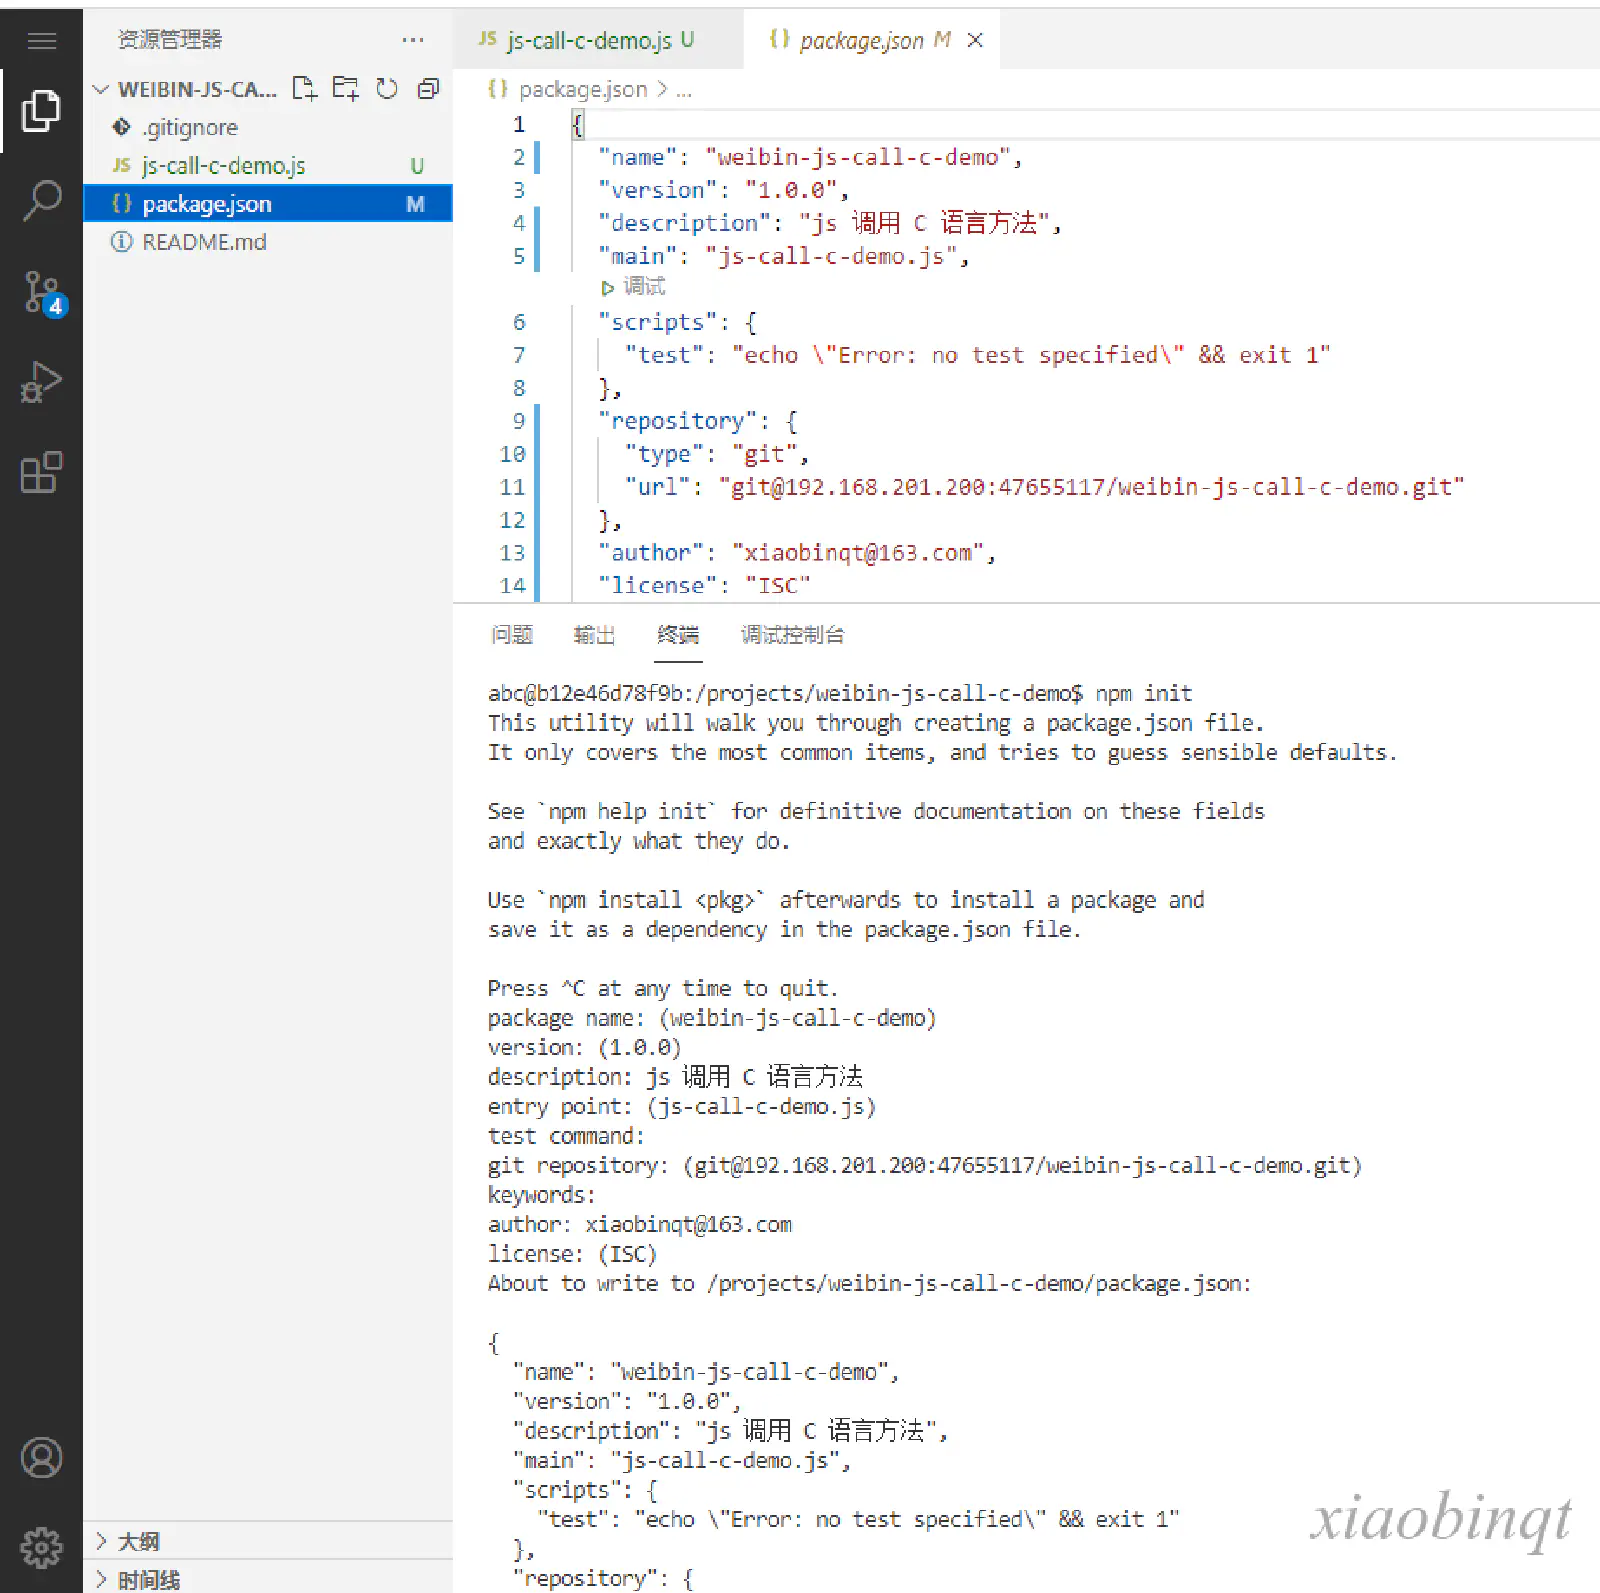 资源管理器
WEIBIN-JS-CA...
.gitignore
JS js-call-c-demo.js U
{} package.json M
README.md
4
大纲
时间线
JS js-call-c-demo.js U
{} package.json M
{} package.json > ...
1 {
2 "name": "weibin-js-call-c-demo",
3 "version": "1.0.0",
4 "description": "js 调用 C 语言方法",
5 "main": "js-call-c-demo.js",
调试
6 "scripts": {
7 "test": "echo \"Error: no test specified\" && exit 1"
8 },
9 "repository": {
10 "type": "git",
11 "url": "git@192.168.201.200:47655117/weibin-js-call-c-demo.git"
12 },
13 "author": "xiaobinqt@163.com",
14 "license": "ISC"
问题 输出 终端 调试控制台
abc@b12e46d78f9b:/projects/weibin-js-call-c-demo$ npm init
This utility will walk you through creating a package.json file.
It only covers the most common items, and tries to guess sensible defaults.
See `npm help init` for definitive documentation on these fields
and exactly what they do.
Use `npm install <pkg>` afterwards to install a package and
save it as a dependency in the package.json file.
Press ^C at any time to quit.
package name: (weibin-js-call-c-demo)
version: (1.0.0)
description: js 调用 C 语言方法
entry point: (js-call-c-demo.js)
test command:
git repository: (git@192.168.201.200:47655117/weibin-js-call-c-demo.git)
keywords:
author: xiaobinqt@163.com
license: (ISC)
About to write to /projects/weibin-js-call-c-demo/package.json:
{
"name": "weibin-js-call-c-demo",
"version": "1.0.0",
"description": "js 调用 C 语言方法",
"main": "js-call-c-demo.js",
"scripts": {
"test": "echo \"Error: no test specified\" && exit 1"
},
"repository": {
xiaobinqt